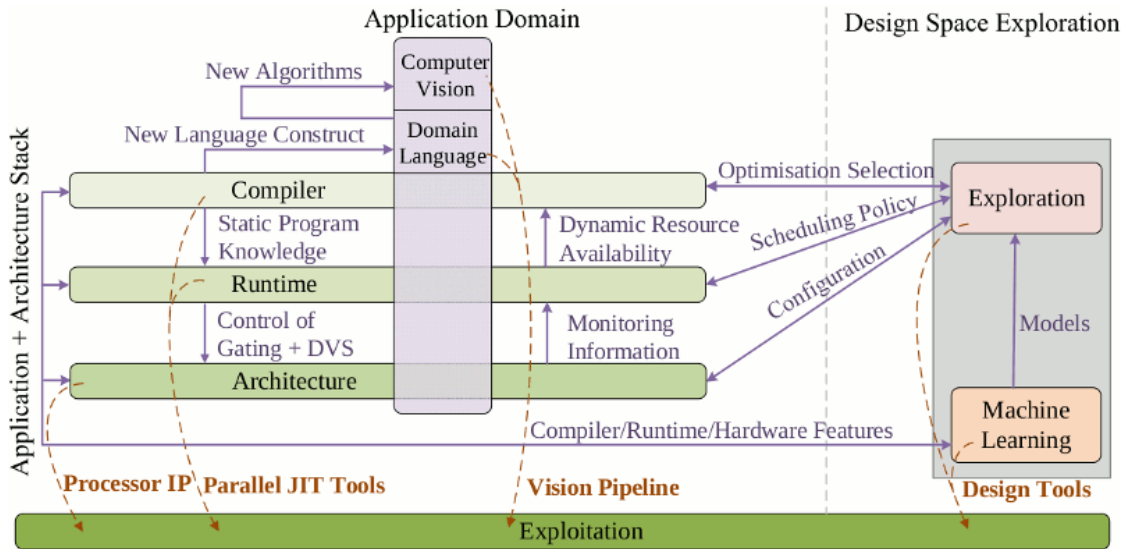 Application Domain
Design Space Exploration
Application + Architecture Stack
New Algorithms
Computer
Vision
New Language Construct
Domain
Language
Compiler
Optimisation Selection
Exploration
Static Program
Knowledge
Dynamic Resource
Availability
Scheduling Policy
Runtime
Configuration
Control of
Gating + DVS
Monitoring
Information
Models
Architecture
Machine
Learning
Compiler/Runtime/Hardware Features
Processor IP
Parallel JIT Tools
Vision Pipeline
Design Tools
Exploitation